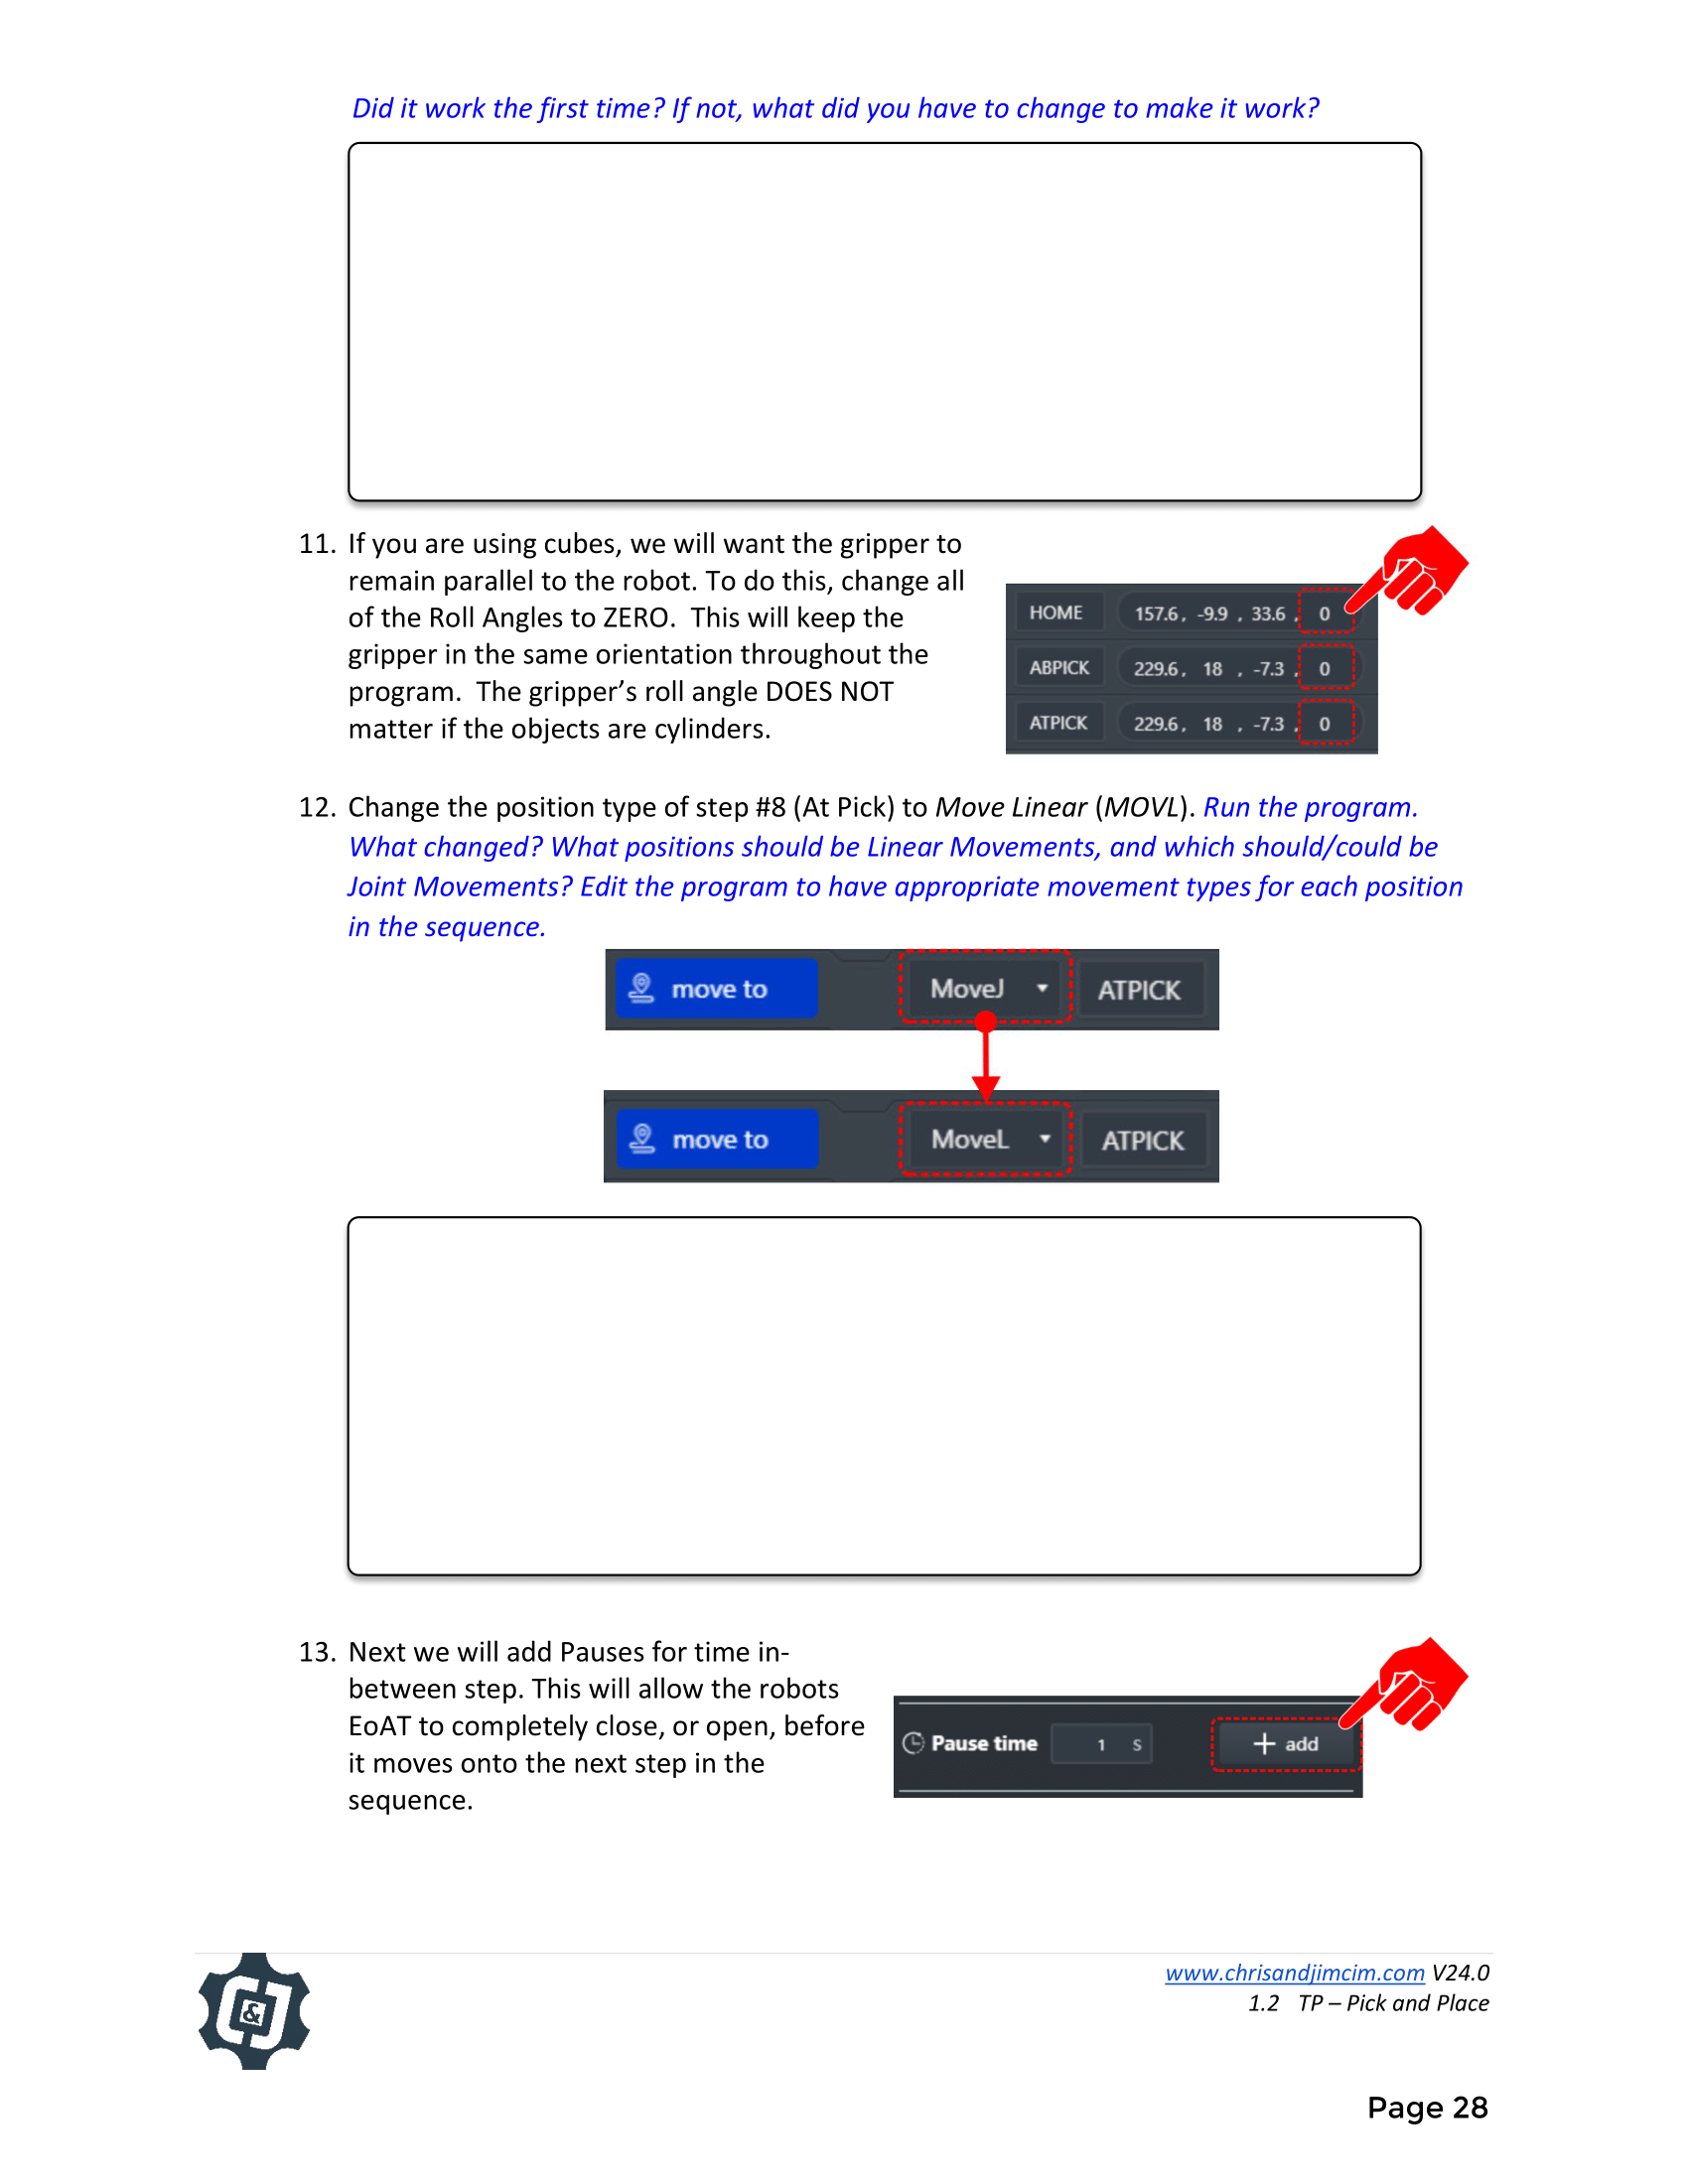 Did it work the first time? If not, what did you have to change to make it work?
11. If you are using cubes, we will want the gripper to
remain parallel to the robot. To do this, change all
of the Roll Angles to ZERO.  This will keep the
gripper in the same orientation throughout the
program.  The gripper’s roll angle DOES NOT
matter if the objects are cylinders.
HOME 157.6 , -9.9 , 33.6 , 0
ABPICK 229.6 , 18 , -7.3 , 0
ATPICK 229.6 , 18 , -7.3 , 0
12. Change the position type of step #8 (At Pick) to Move Linear (MOVL). Run the program.
What changed? What positions should be Linear Movements, and which should/could be
Joint Movements? Edit the program to have appropriate movement types for each position
in the sequence.
move to MoveJ ATPICK
move to MoveL ATPICK
13. Next we will add Pauses for time in-
between step. This will allow the robots
EoAT to completely close, or open, before
it moves onto the next step in the
sequence.
Pause time 1 s + add
www.chrisandjimcim.com V24.0
1.2 TP – Pick and Place
C&J
Page 28